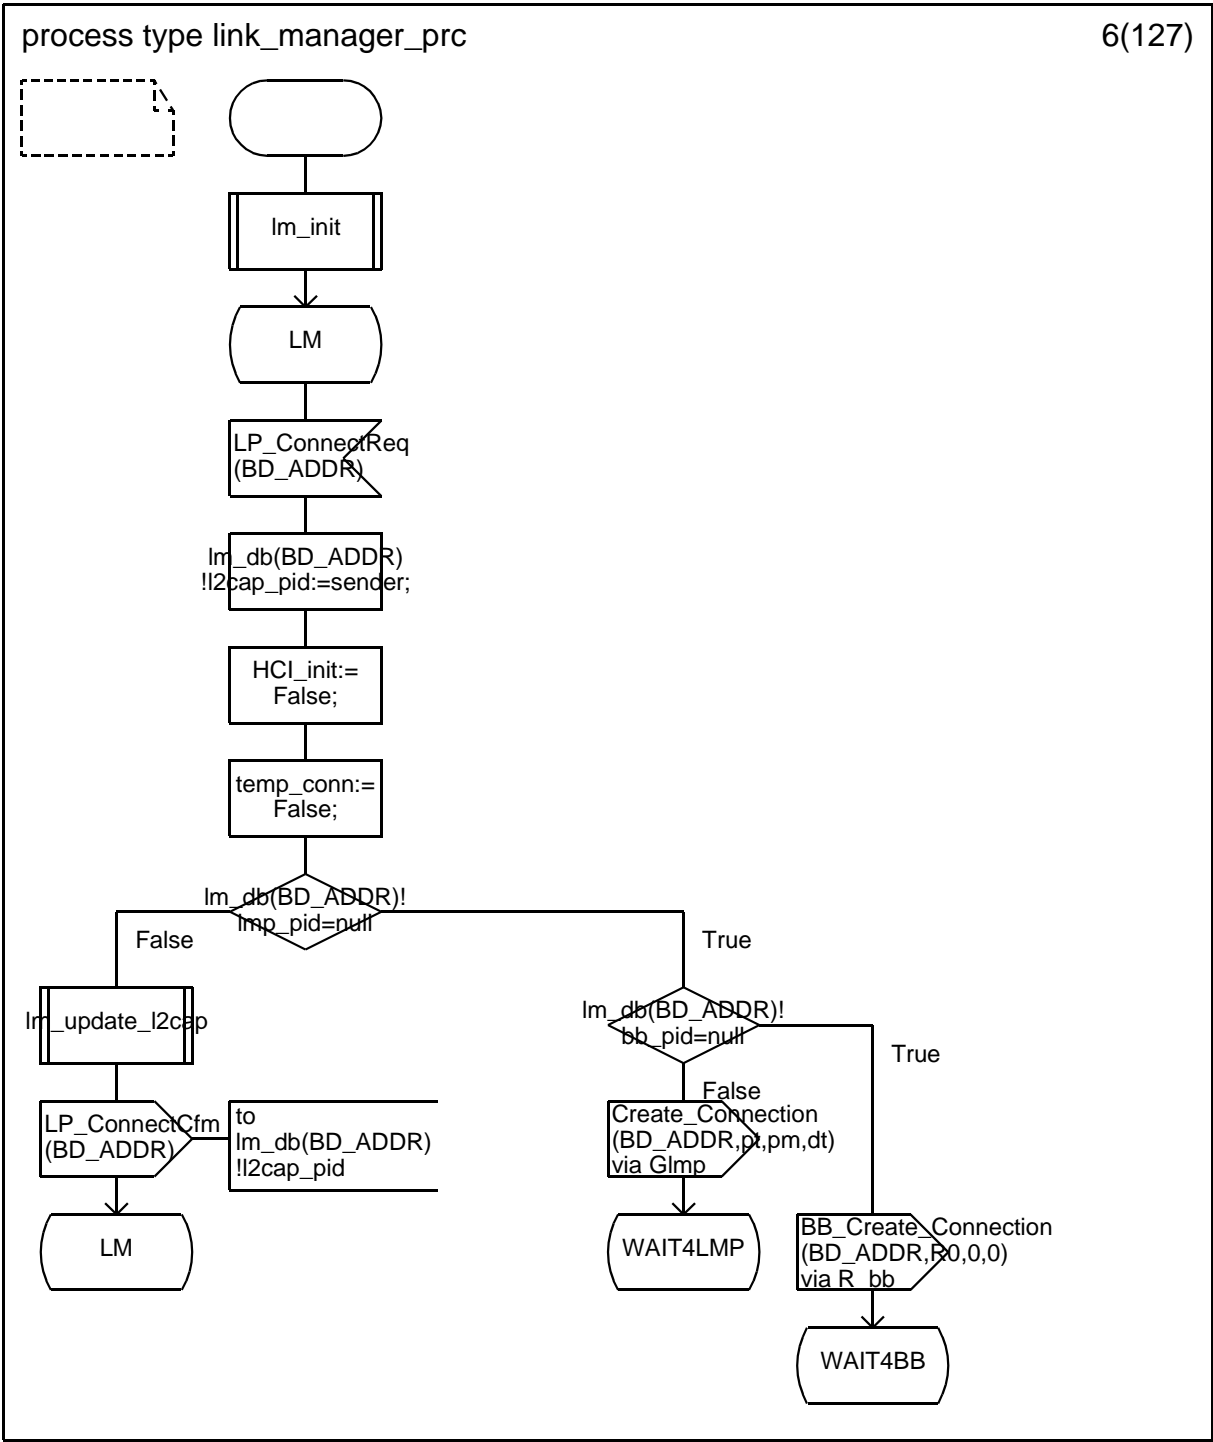 process type link_manager_prc
6(127)
lm_init
LM
LP_ConnectReq
(BD_ADDR)
lm_db(BD_ADDR)
!l2cap_pid:=sender;
HCI_init:=
False;
temp_conn:=
False;
lm_db(BD_ADDR)!
lmp_pid=null
False
True
lm_update_l2cap
lm_db(BD_ADDR)!
bb_pid=null
True
False
LP_ConnectCfm
(BD_ADDR)
to
lm_db(BD_ADDR)
!l2cap_pid
Create_Connection
(BD_ADDR,pt,pm,dt)
via Glmp
LM
WAIT4LMP
BB_Create_Connection
(BD_ADDR,R0,0,0)
via R_bb
WAIT4BB